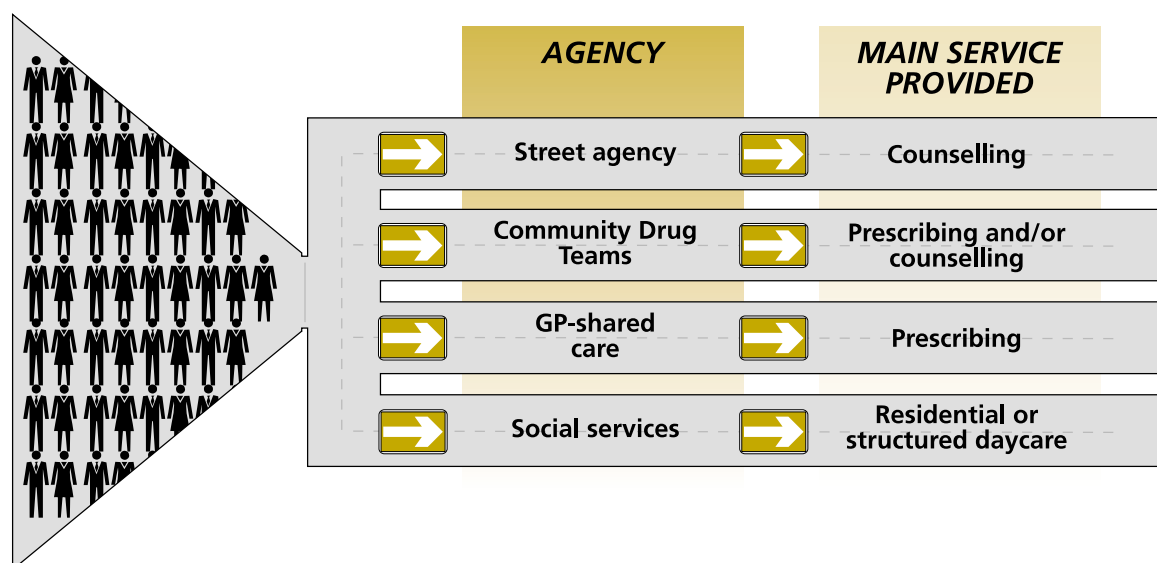 AGENCY
MAIN SERVICE
PROVIDED
Street agency
Counselling
Community Drug
Teams
Prescribing and/or
counselling
GP-shared
care
Prescribing
Social services
Residential or
structured daycare